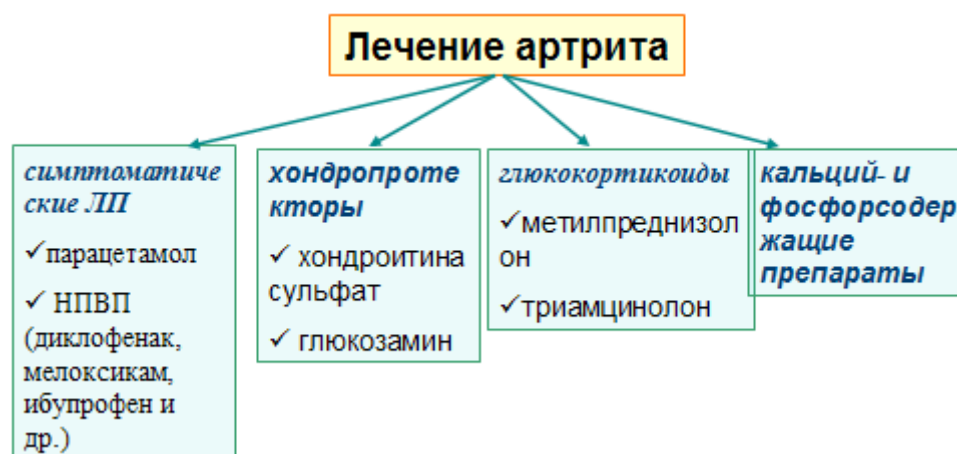 Лечение артрита
симптоматиче
ские ЛП
✓парацетамол
✓ НПВП
(диклофенак,
мелоксикам,
ибупрофен и
др.)
хондропроте
кторы
✓ хондроитина
сульфат
✓ глюкозамин
глюкокортикоиды
✓метилпреднизол
он
✓триамцинолон
кальций- и
фосфорсодер
жащие
препараты